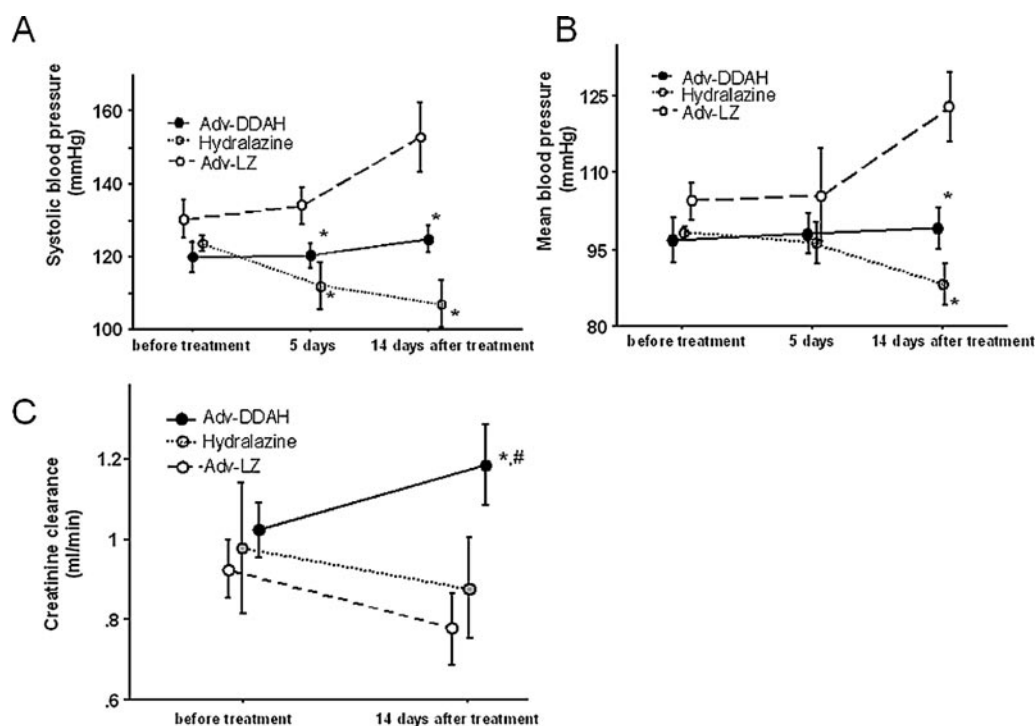 A
Systolic blood pressure
(mmHg)
160
140
120
100
Adv-DDAH
Hydralazine
Adv-LZ
*
*
*
*
before treatment
5 days
14 days after treatment
B
Mean blood pressure
(mmHg)
125
110
95
80
Adv-DDAH
Hydralazine
Adv-LZ
*
*
before treatment
5 days
14 days after treatment
C
Creatinine clearance
(ml/min)
1.2
1
.8
.6
Adv-DDAH
Hydralazine
Adv-LZ
*,#
before treatment
14 days after treatment